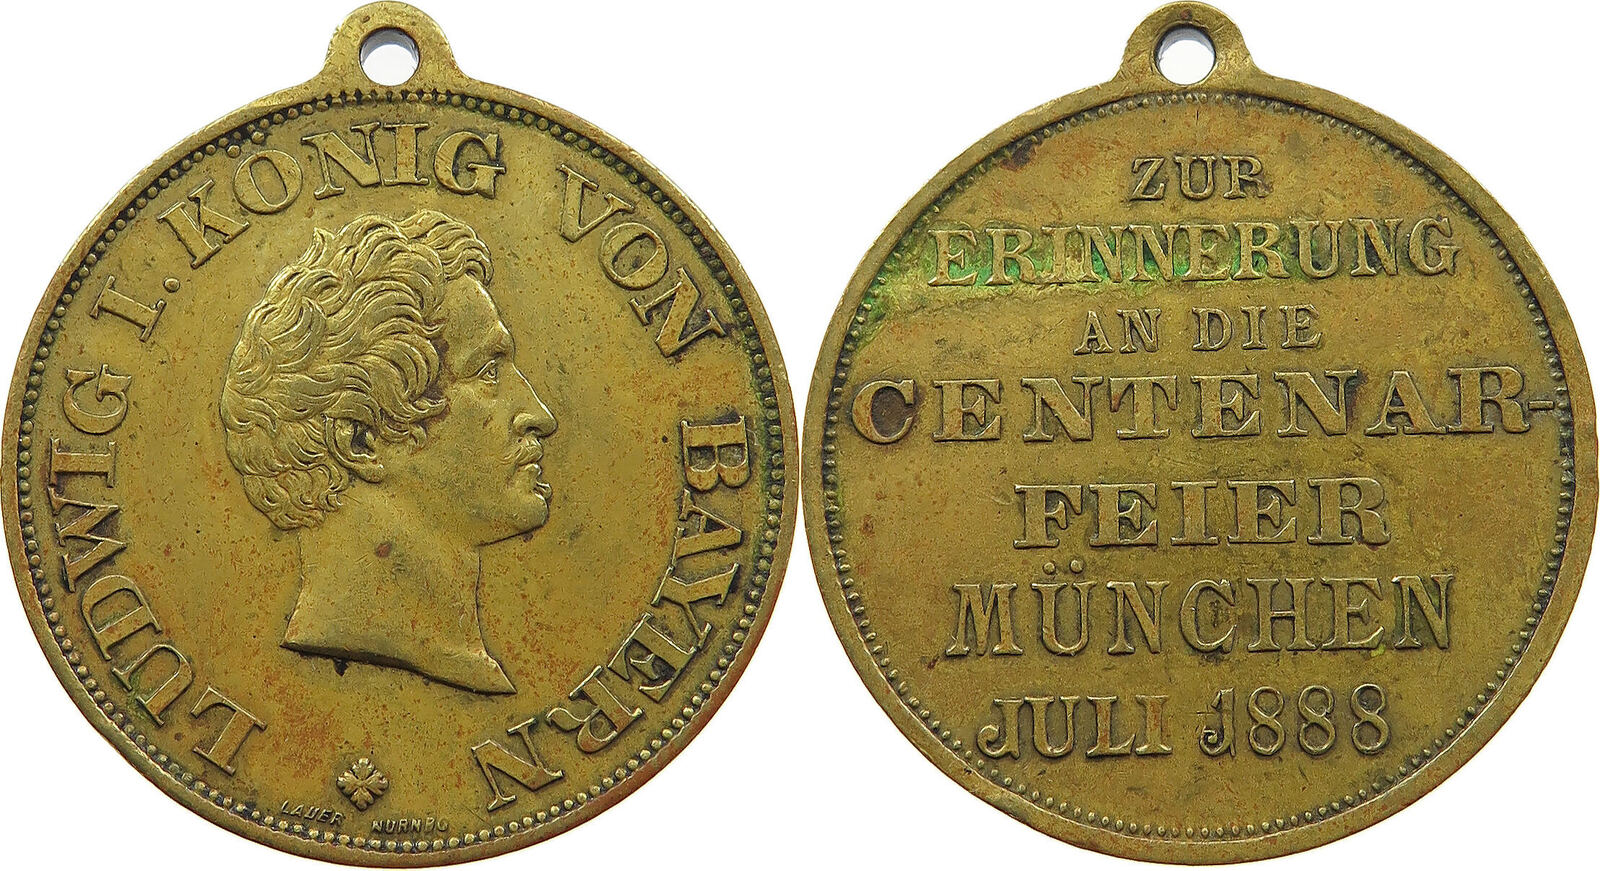 LUDWIG I. KÖNIG VON BAYERN
LAUER NÜRNBG
ZUR
ERINNERUNG
AN DIE
CENTENAR-
FEIER
MÜNCHEN
JULI 1888